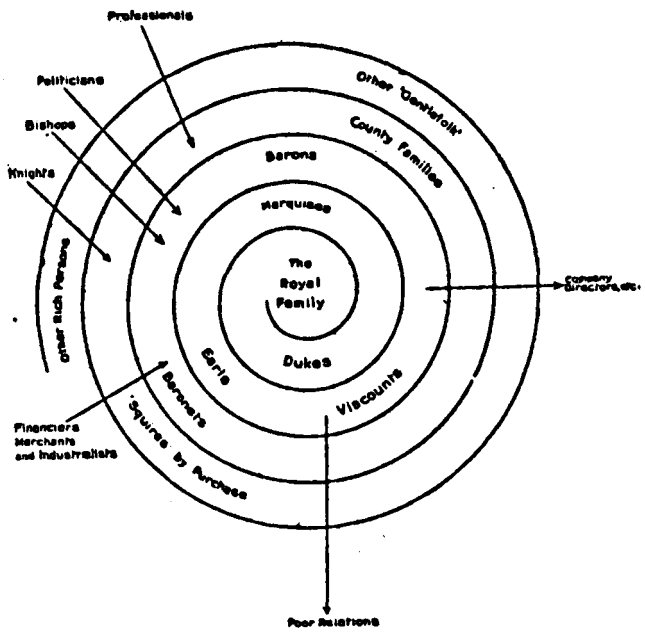 Professionals
Politicians
Bishops
Knights
Other 'Gentlefolk'
County Families
Barons
Marquises
The
Royal
Family
Dukes
Earls
Viscounts
Baronets
'Squires by Purchase
Other Rich Persons
Company
Directors, etc.
Financiers
Merchants
and Industrialists
Poor Relations